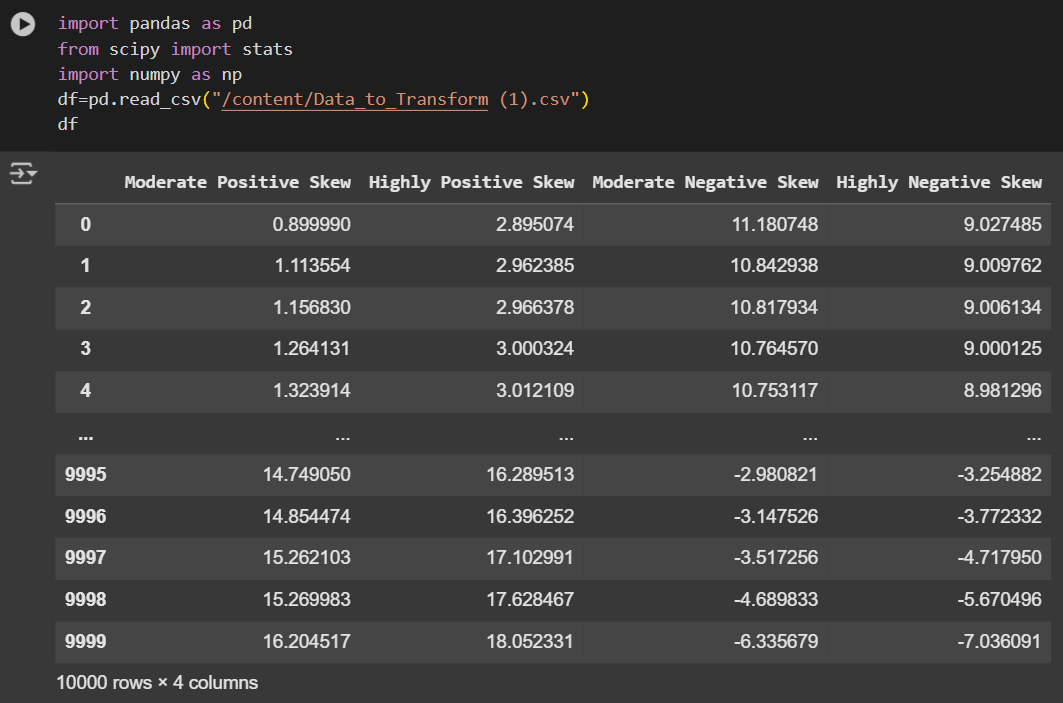 import pandas as pd
from scipy import stats
import numpy as np
df=pd.read_csv("/content/Data_to_Transform (1).csv")
df
Moderate Positive Skew Highly Positive Skew Moderate Negative Skew Highly Negative Skew
0 0.899990 2.895074 11.180748 9.027485
1 1.113554 2.962385 10.842938 9.009762
2 1.156830 2.966378 10.817934 9.006134
3 1.264131 3.000324 10.764570 9.000125
4 1.323914 3.012109 10.753117 8.981296
... ... ... ... ...
9995 14.749050 16.289513 -2.980821 -3.254882
9996 14.854474 16.396252 -3.147526 -3.772332
9997 15.262103 17.102991 -3.517256 -4.717950
9998 15.269983 17.628467 -4.689833 -5.670496
9999 16.204517 18.052331 -6.335679 -7.036091
10000 rows × 4 columns